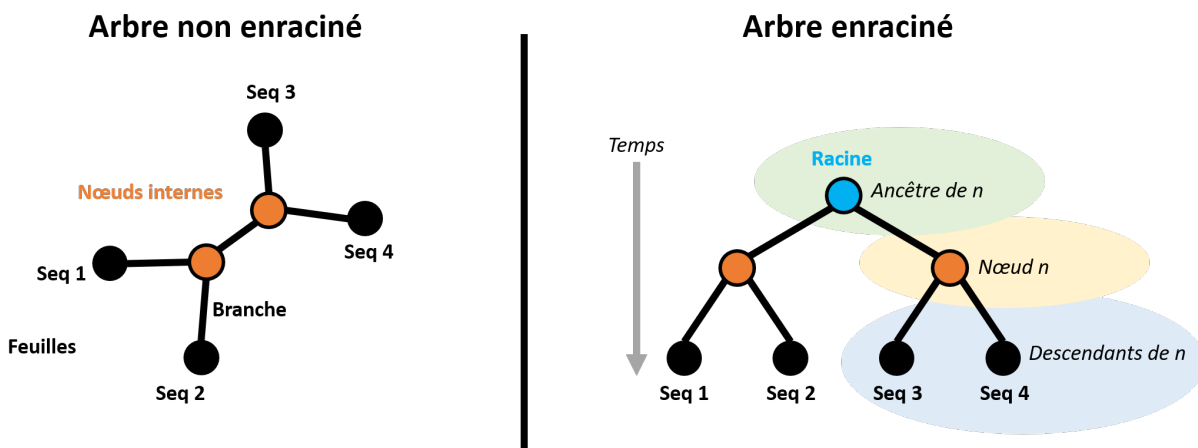 Arbre non enraciné
Seq 3
Nœuds internes
Seq 4
Seq 1
Branche
Feuilles
Seq 2
Arbre enraciné
Temps
Racine
Ancêtre de n
Nœud n
Descendants de n
Seq 1
Seq 2
Seq 3
Seq 4